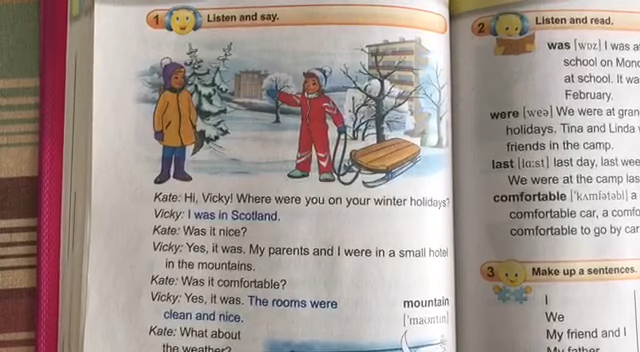 1 Listen and say.
Kate: Hi, Vicky! Where were you on your winter holidays?
Vicky: I was in Scotland.
Kate: Was it nice?
Vicky: Yes, it was. My parents and I were in a small hotel
in the mountains.
Kate: Was it comfortable?
Vicky: Yes, it was. The rooms were
clean and nice.
Kate: What about
the weather?
mountain
['maʊntɪn]
2 Listen and read.
was [wɒz] I was a
school on Mon
at school. It wa
February.
were [weə] We were at gran
holidays. Tina and Linda
friends in the camp.
last [lɑːst] last day, last wee
We were at the camp las
comfortable ['kʌmfətəbl] a
comfortable car, a comfo
comfortable to go by car
3 Make up a sentences.
I
We
My friend and I
My father